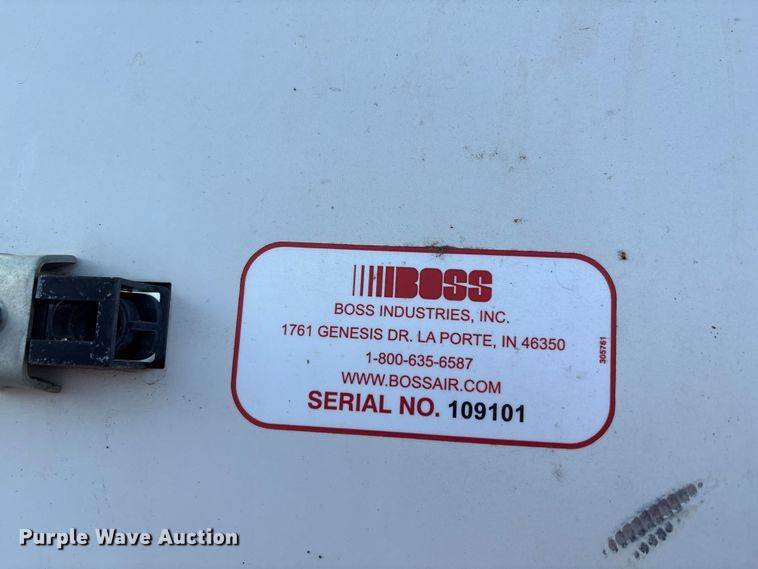 BOSS
BOSS INDUSTRIES, INC.
1761 GENESIS DR. LA PORTE, IN 46350
1-800-635-6587
WWW.BOSSAIR.COM
SERIAL NO. 109101
305761
Purple Wave Auction